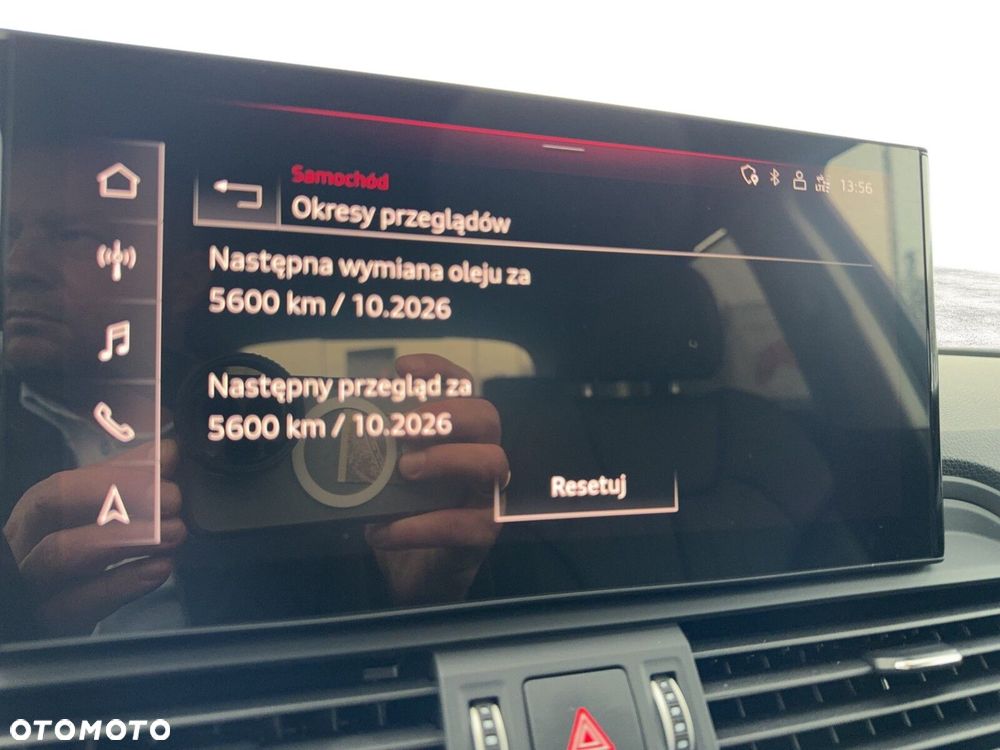 Samochód
Okresy przeglądów
LTE
13:56
Następna wymiana oleju za
5600 km / 10.2026
Następny przegląd za
5600 km / 10.2026
Resetuj
OTOMOTO